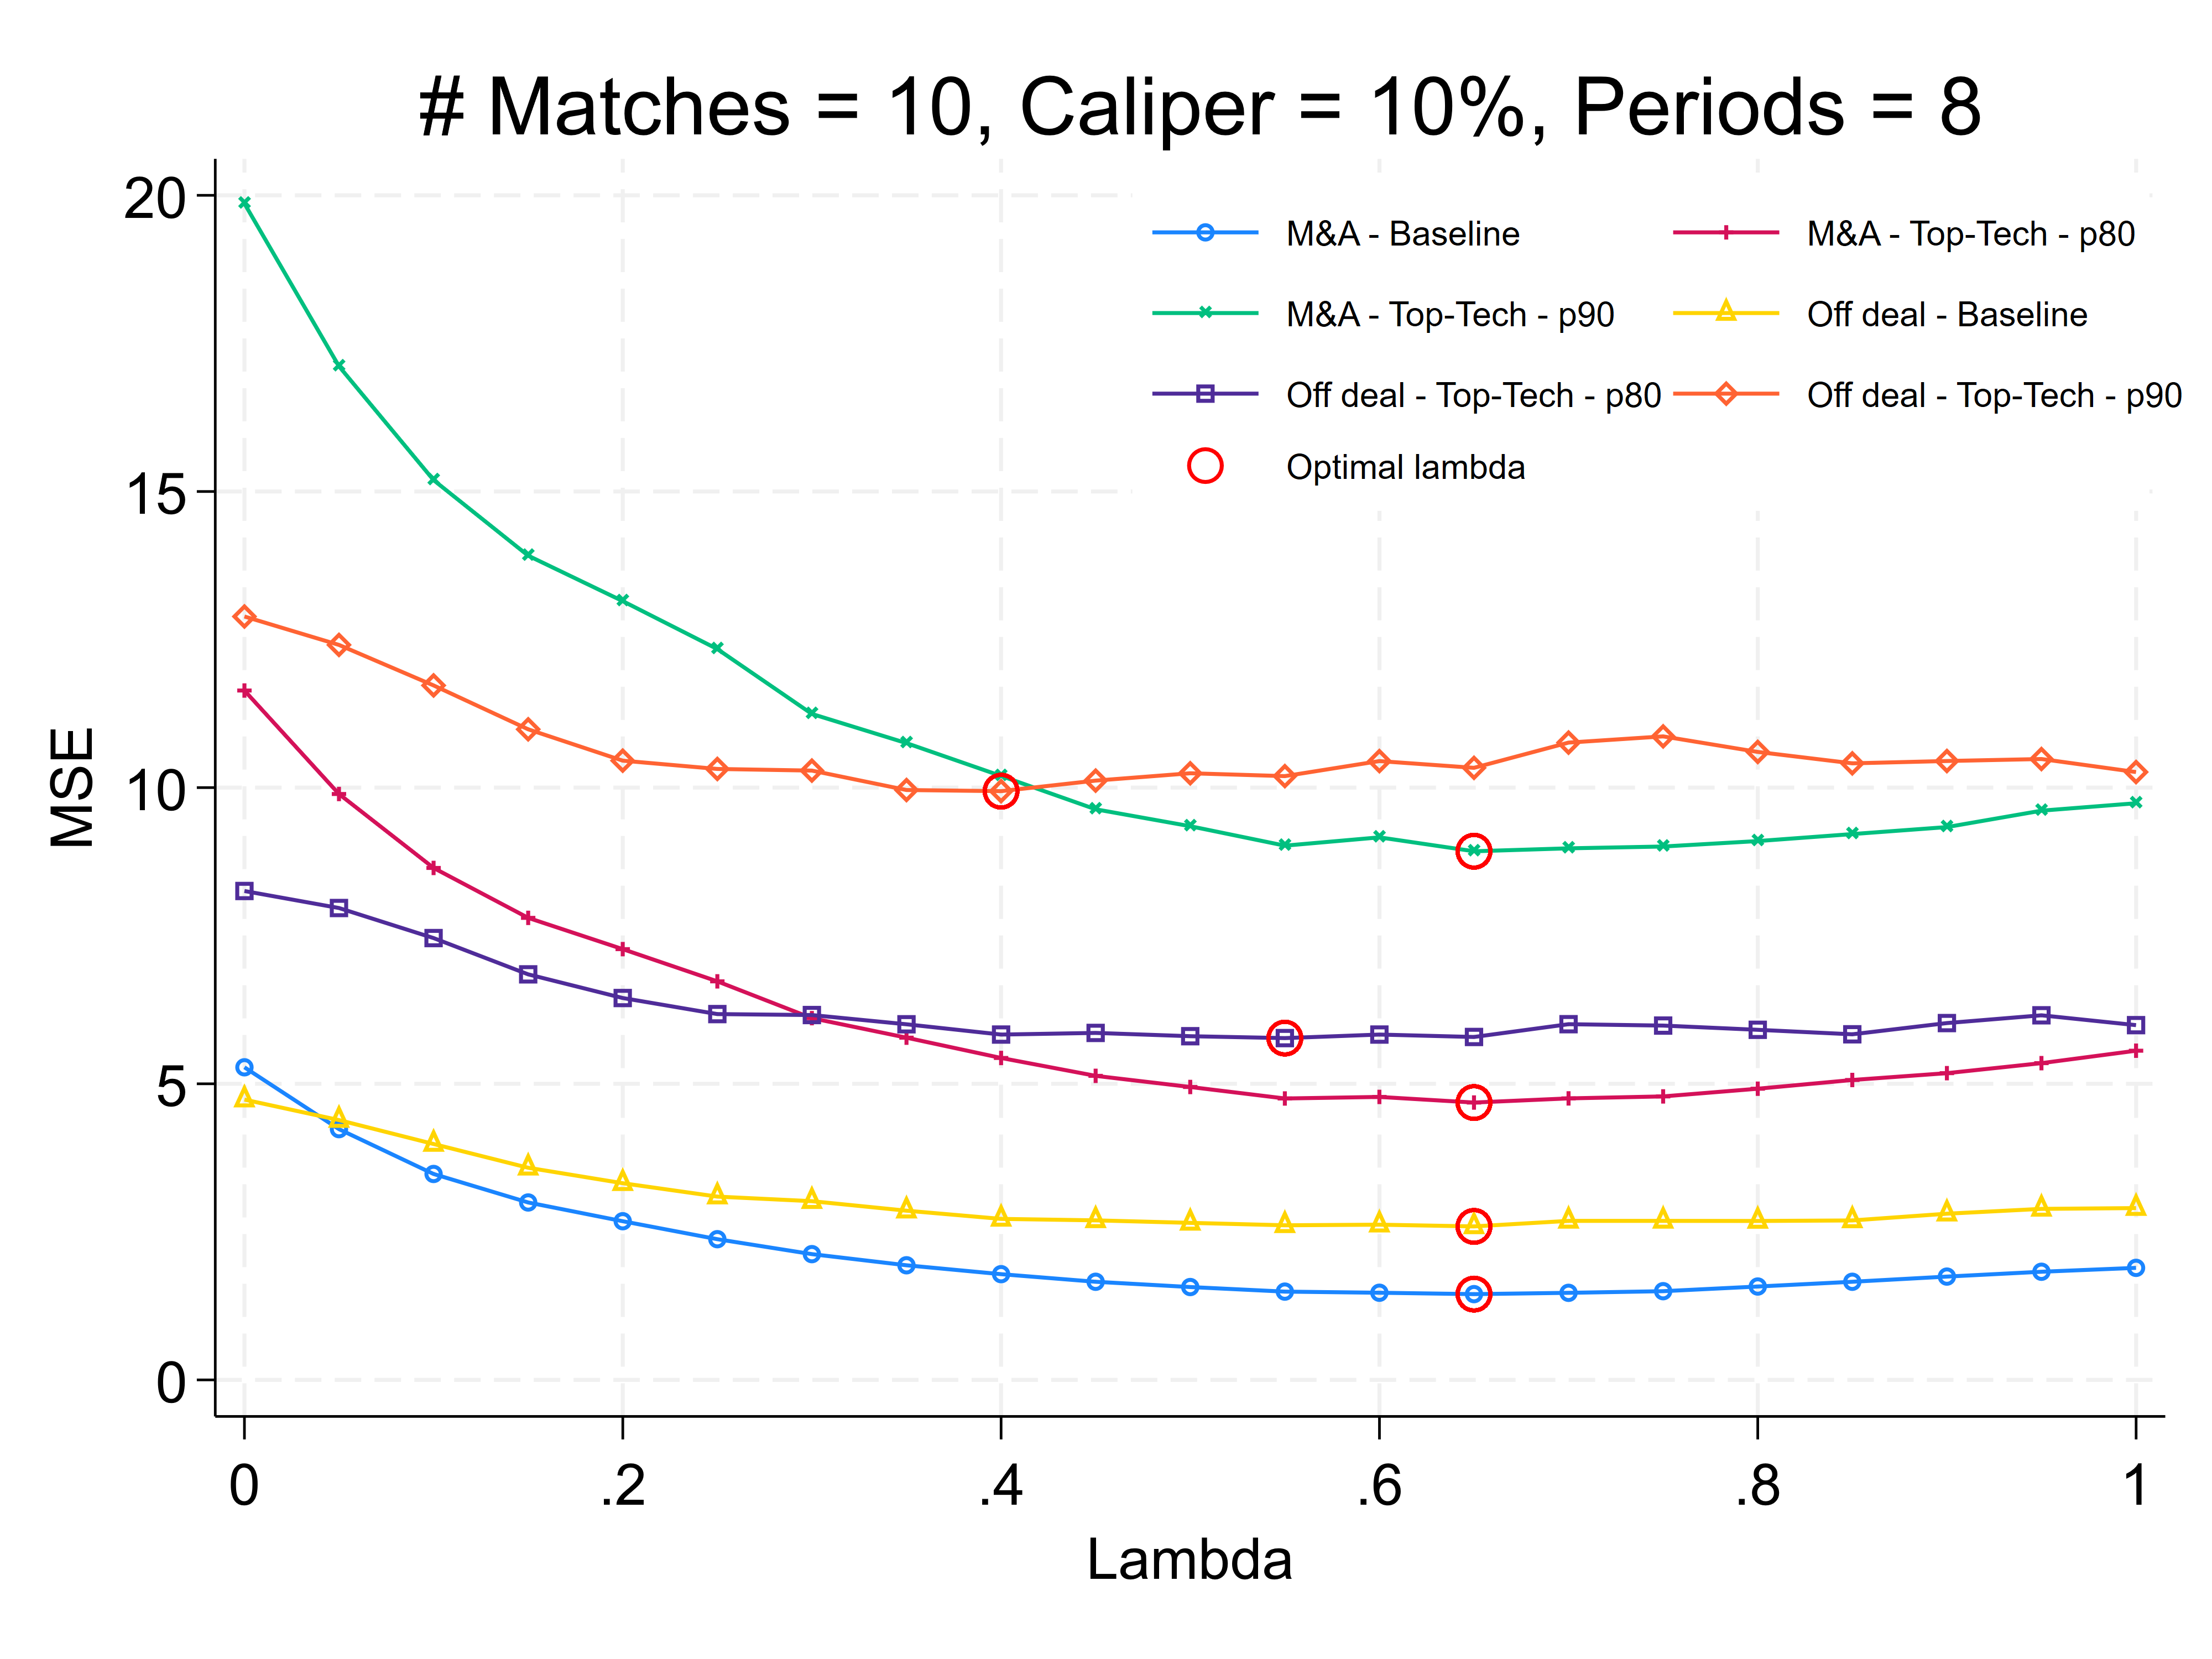 # Matches = 10, Caliper = 10%, Periods = 8
20
15
10
5
0
MSE
M&A - Baseline
M&A - Top-Tech - p80
M&A - Top-Tech - p90
Off deal - Baseline
Off deal - Top-Tech - p80
Off deal - Top-Tech - p90
Optimal lambda
0 .2 .4 .6 .8 1
Lambda